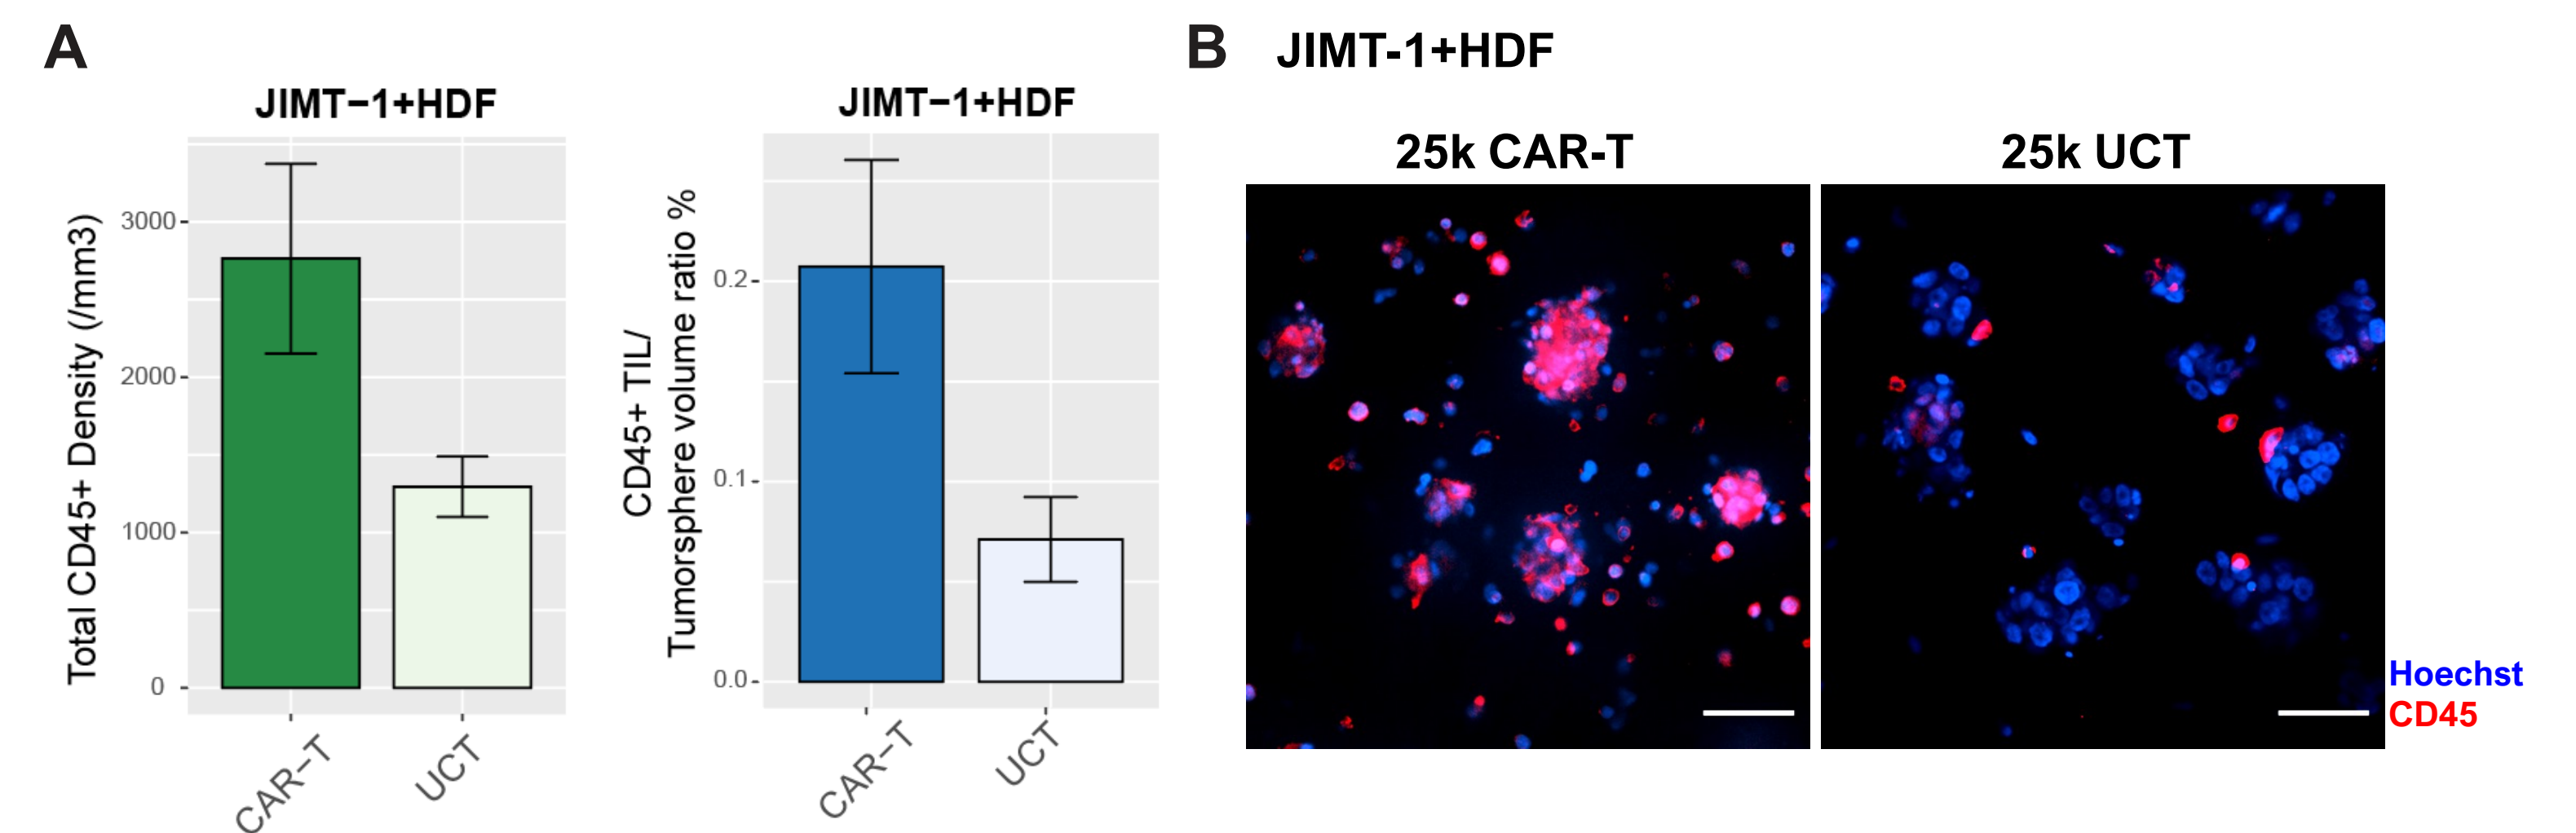 A
JIMT−1+HDF
Total CD45+ Density (/mm3)
3000
2000
1000
0
CAR−T
UCT
JIMT−1+HDF
CD45+ TIL/
Tumorsphere volume ratio %
0.2
0.1
0.0
CAR−T
UCT
B
JIMT-1+HDF
25k CAR-T
25k UCT
Hoechst
CD45